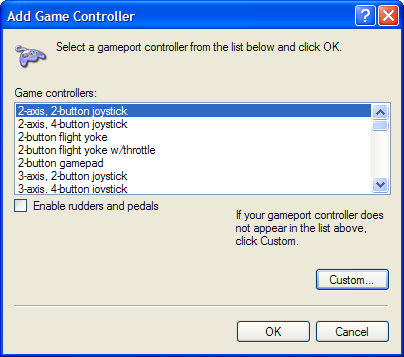 Add Game Controller
Select a gameport controller from the list below and click OK.
Game controllers:
2-axis, 2-button joystick
2-axis, 4-button joystick
2-button flight yoke
2-button flight yoke w/throttle
2-button gamepad
3-axis, 2-button joystick
3-axis, 4-button joystick
Enable rudders and pedals
If your gameport controller does
not appear in the list above,
click Custom.
Custom...
OK
Cancel